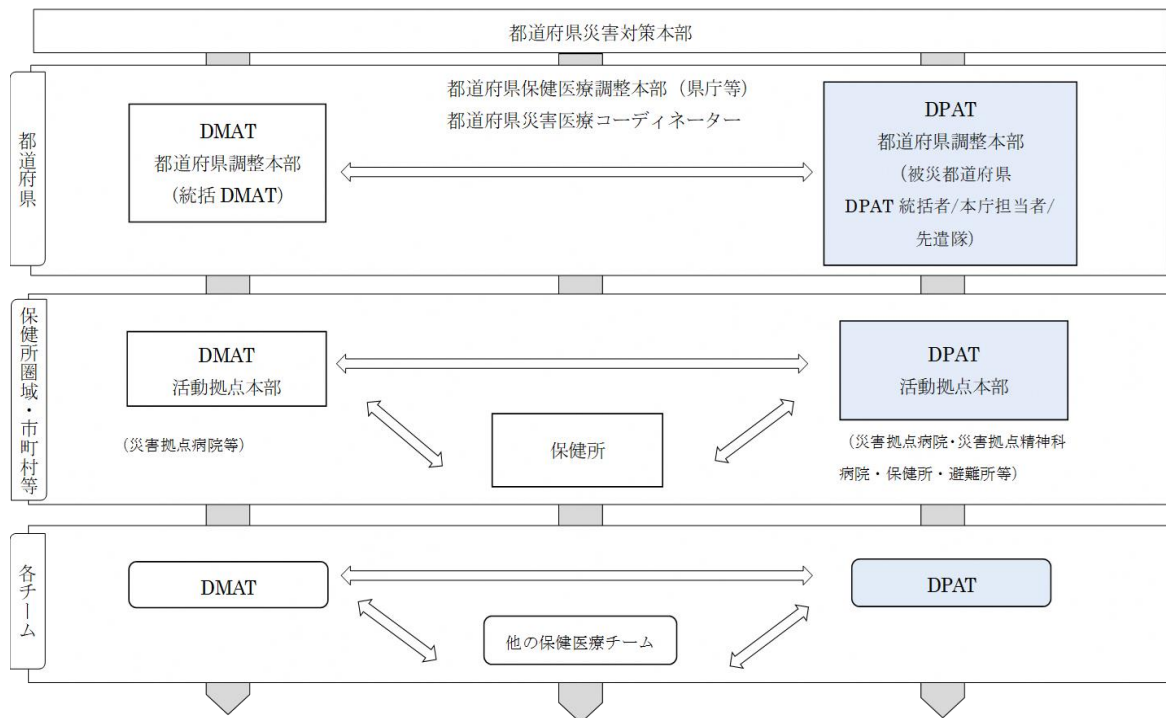 都道府県災害対策本部
都道府県
都道府県保健医療調整本部（県庁等）
都道府県災害医療コーディネーター
DMAT
都道府県調整本部
（統括 DMAT）
DPAT
都道府県調整本部
（被災都道府県
DPAT 統括者/本庁担当者/
先遣隊）
保健所圏域・市町村等
DMAT
活動拠点本部
（災害拠点病院等）
保健所
DPAT
活動拠点本部
（災害拠点病院・災害拠点精神科
病院・保健所・避難所等）
各チーム
DMAT
他の保健医療チーム
DPAT